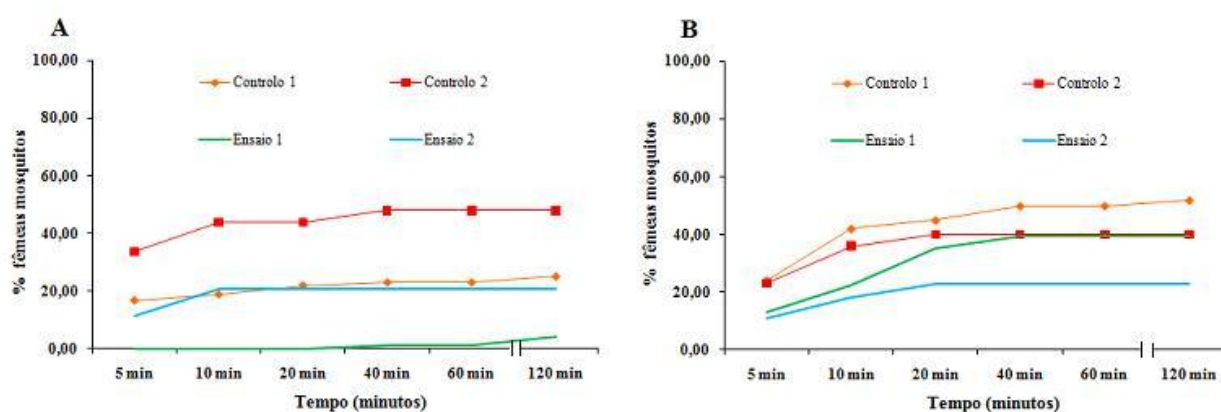 A
100,00
80,00
60,00
40,00
20,00
0,00
% fêmeas mosquitos
Controlo 1
Controlo 2
Ensaio 1
Ensaio 2
5 min
10 min
20 min
40 min
60 min
120 min
Tempo (minutos)
B
100,00
80,00
60,00
40,00
20,00
0,00
% fêmeas mosquitos
Controlo 1
Controlo 2
Ensaio 1
Ensaio 2
5 min
10 min
20 min
40 min
60 min
120 min
Tempo (minutos)